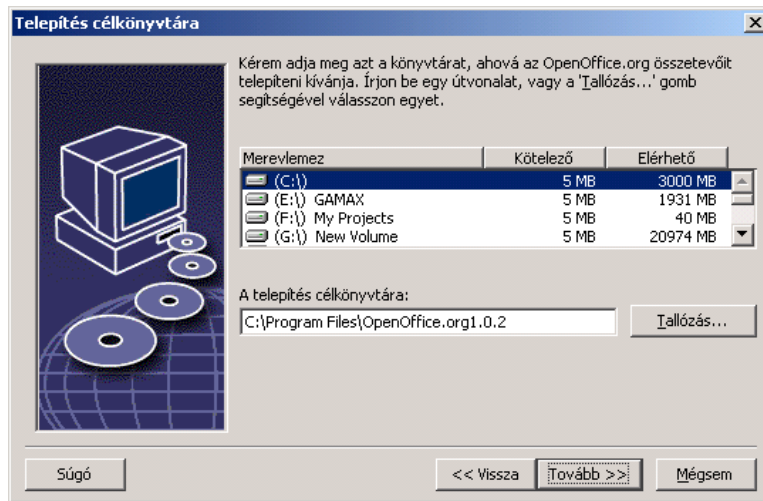 Telepítés célkönyvtára
Kérem adja meg azt a könyvtárat, ahová az OpenOffice.org összetevőit
telepíteni kívánja. Írjon be egy útvonalat, vagy a 'Tallózás...' gomb
segítségével válasszon egyet.
Merevlemez Kötelező Elérhető
(C:\) 5 MB 3000 MB
(E:\) GAMAX 5 MB 1931 MB
(F:\) My Projects 5 MB 40 MB
(G:\) New Volume 5 MB 20974 MB
A telepítés célkönyvtára:
C:\Program Files\OpenOffice.org1.0.2 Tallózás...
Súgó << Vissza Tovább >> Mégsem